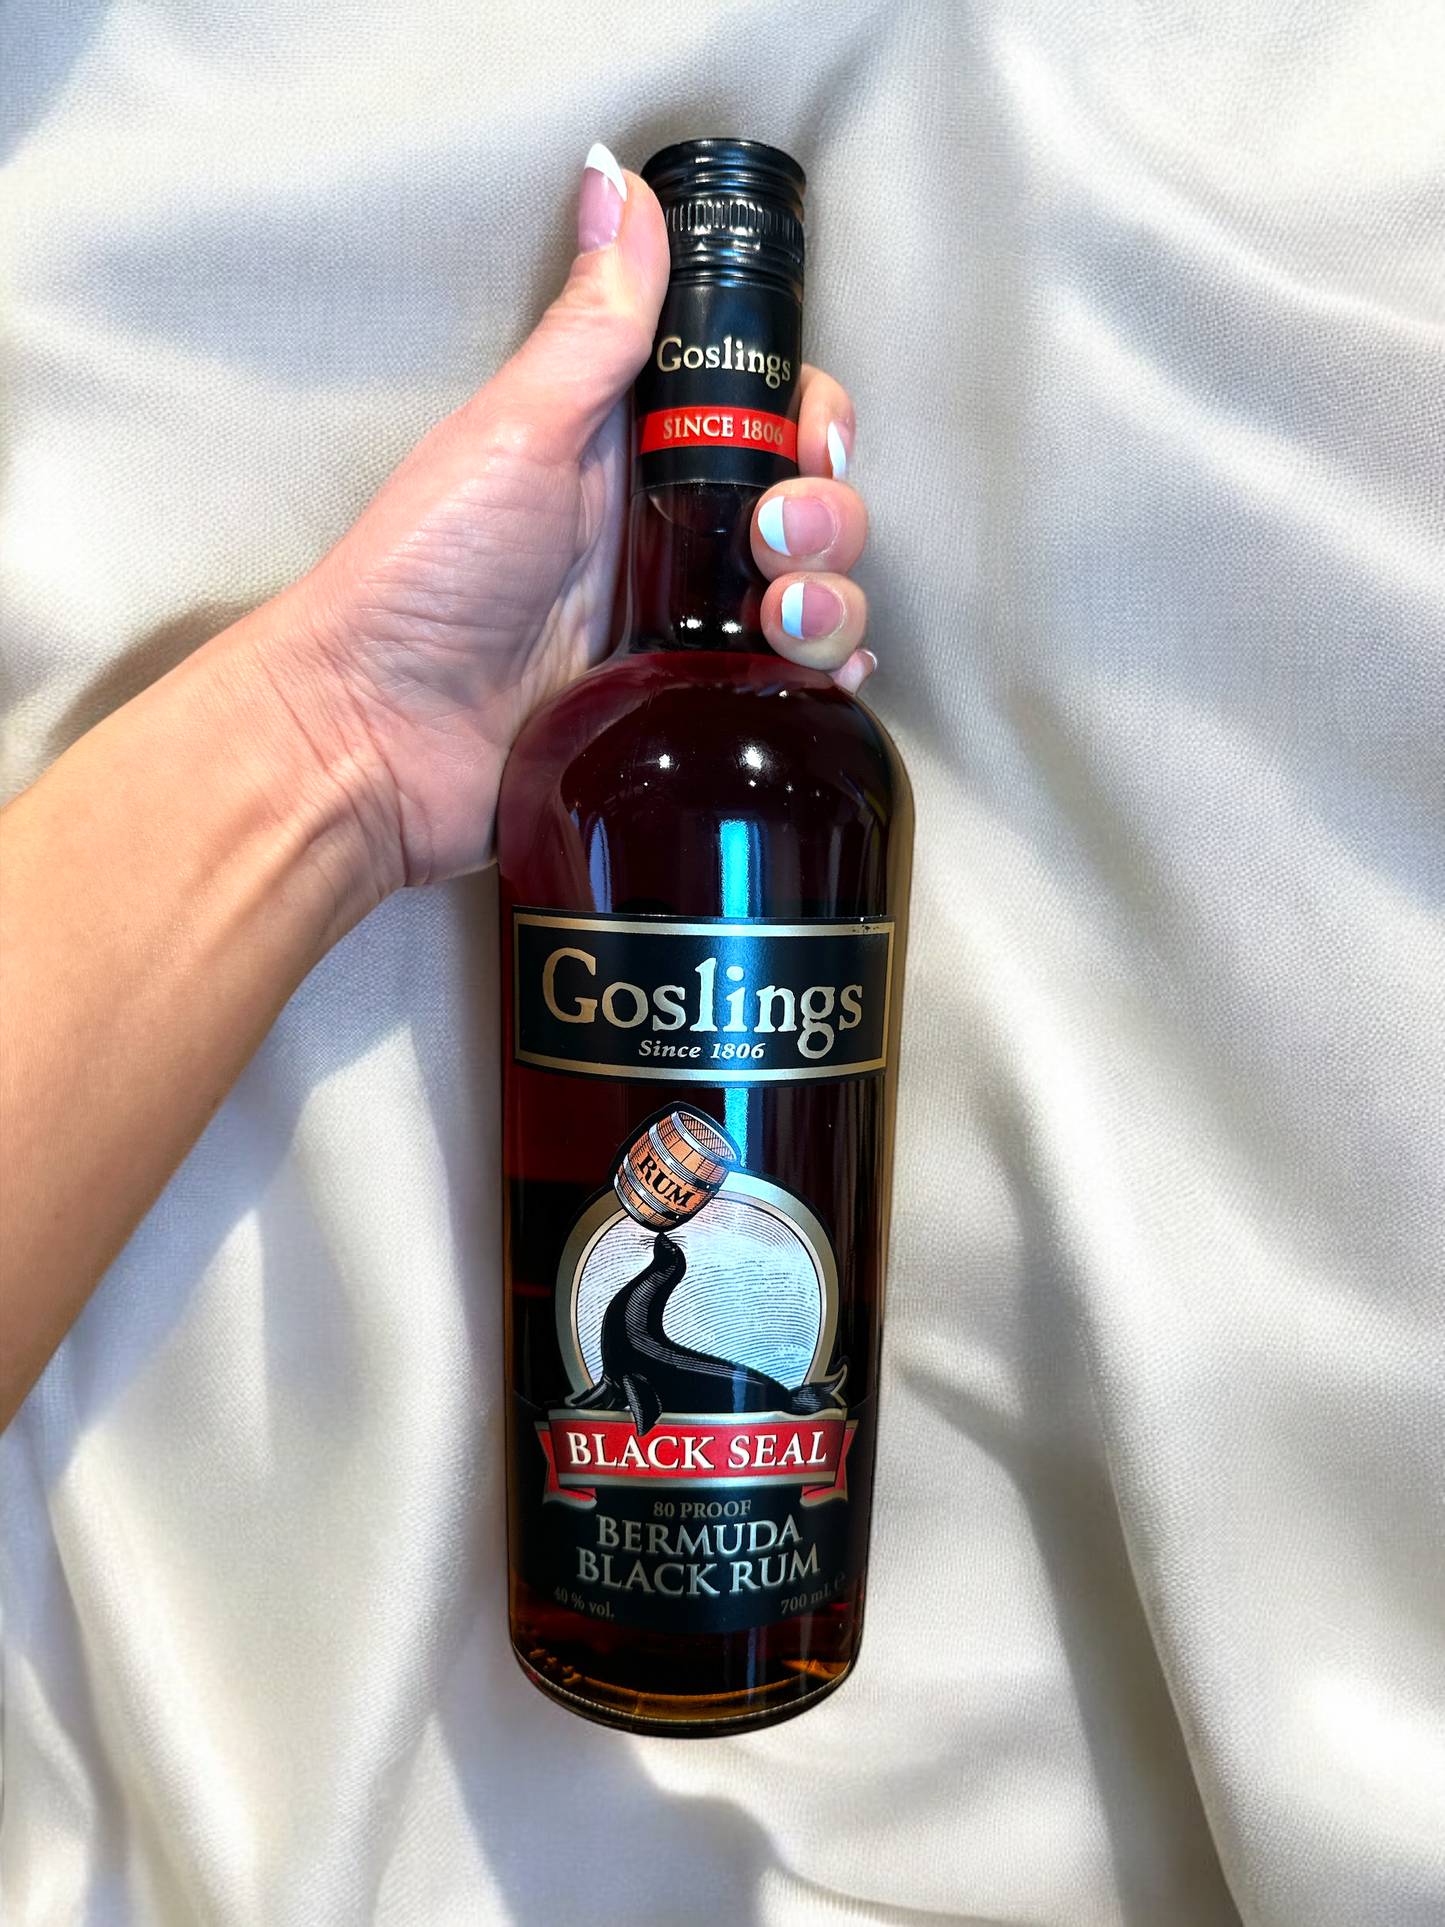 Goslings
SINCE 1806
Goslings
Since 1806
RUM
BLACK SEAL
80 PROOF
BERMUDA
BLACK RUM
40 % vol. 700 mL e